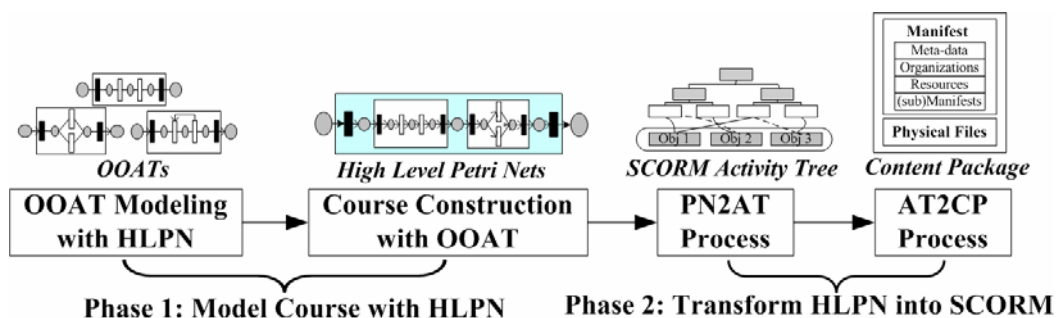 Manifest
Meta-data
Organizations
Resources
(sub)Manifests
Physical Files
Obj 1
Obj 2
Obj 3
OOATs
High Level Petri Nets
SCORM Activity Tree
Content Package
OOAT Modeling
with HLPN
Course Construction
with OOAT
PN2AT
Process
AT2CP
Process
Phase 1: Model Course with HLPN
Phase 2: Transform HLPN into SCORM